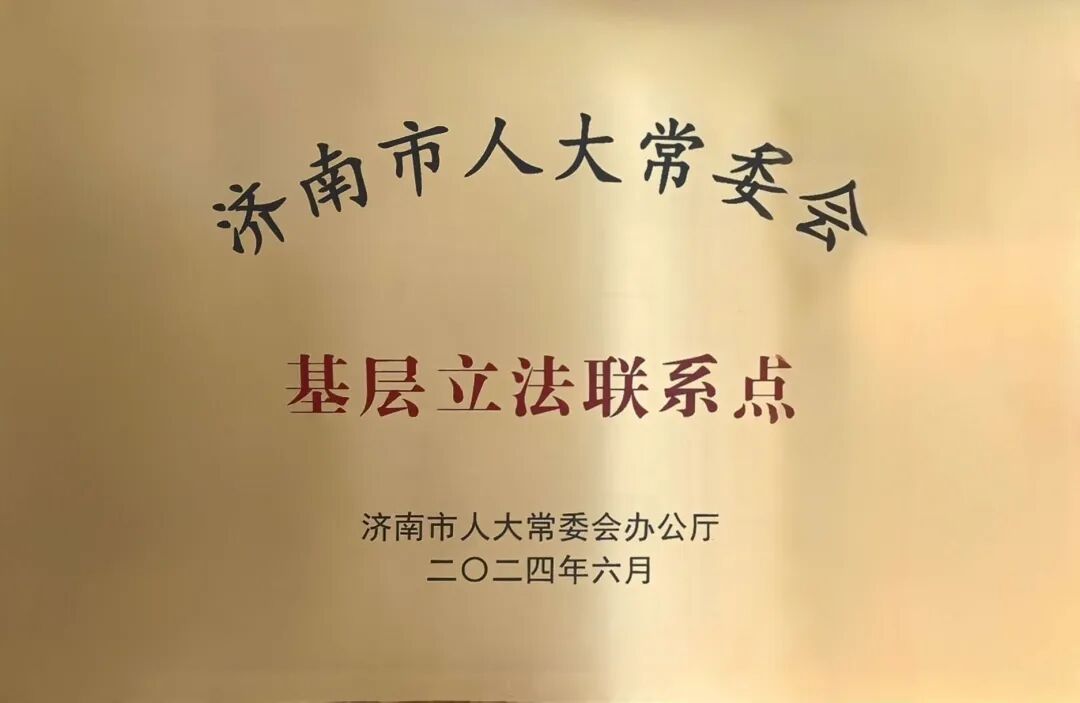 济南市人大常委会
基层立法联系点
济南市人大常委会办公厅
二〇二四年六月